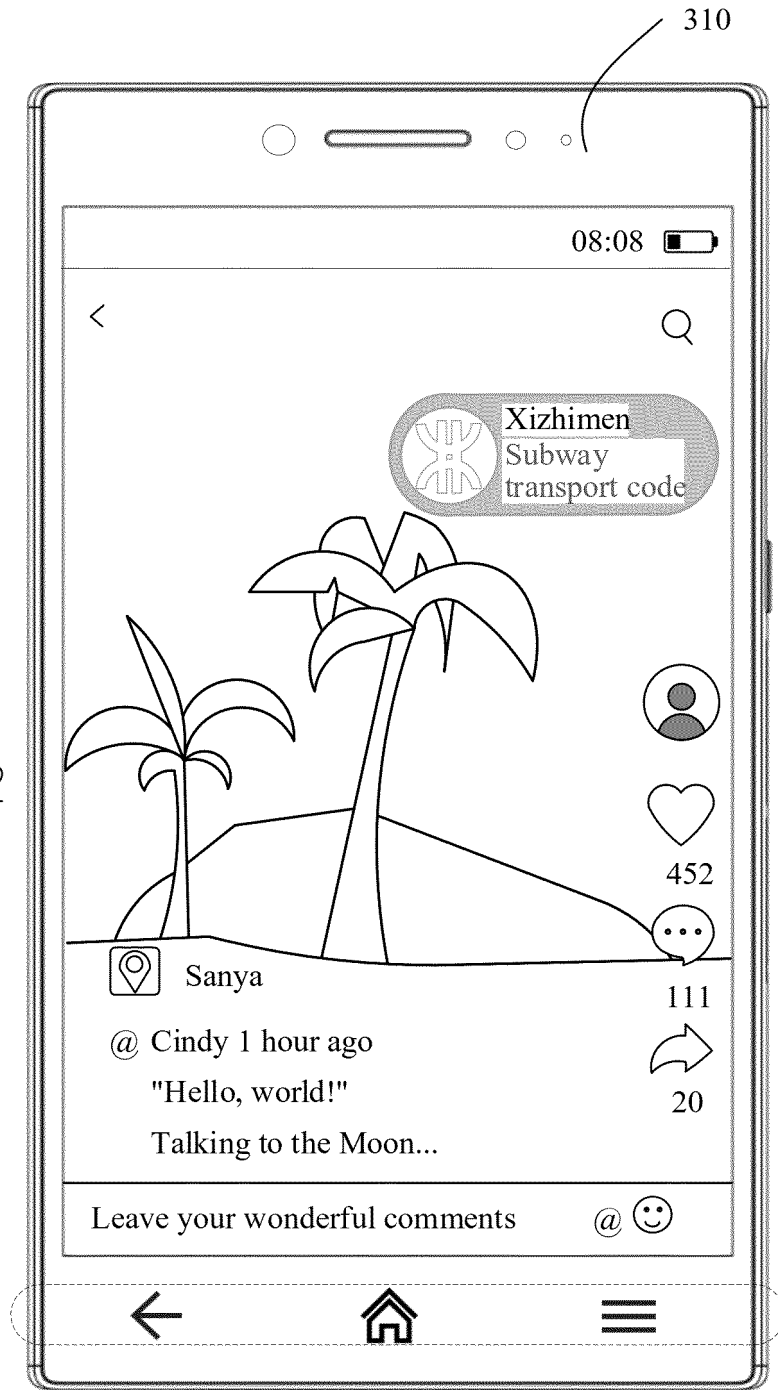 310
08:08
Xizhimen
Subway
transport code
452
Sanya
111
@ Cindy 1 hour ago
"Hello, world!"
20
Talking to the Moon...
Leave your wonderful comments @